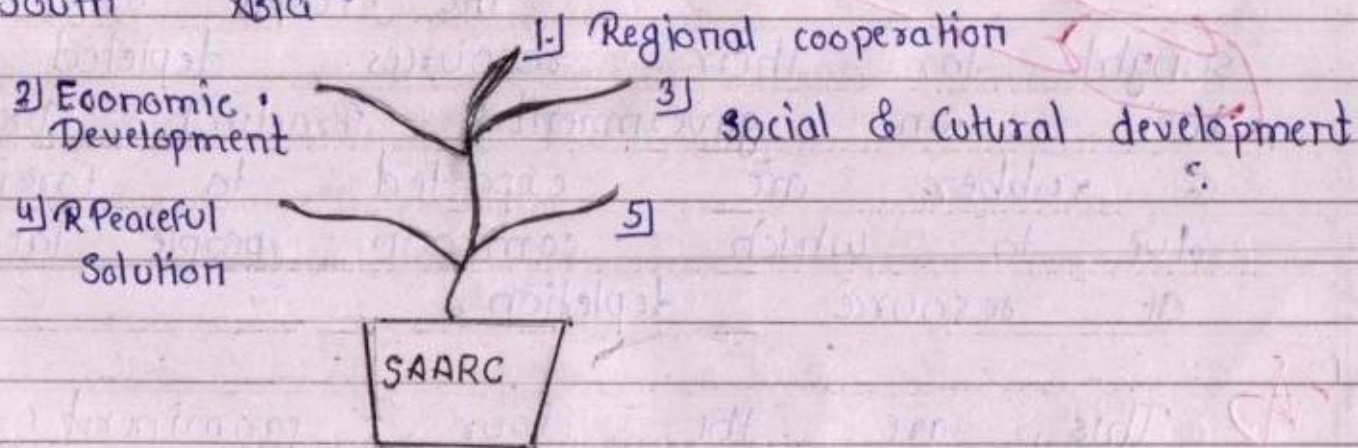 South Asia
1.] Regional cooperation
2] Economic
Development
3]
Social & Cutural development
4] R Peaceful
Solution
5]
SAARC